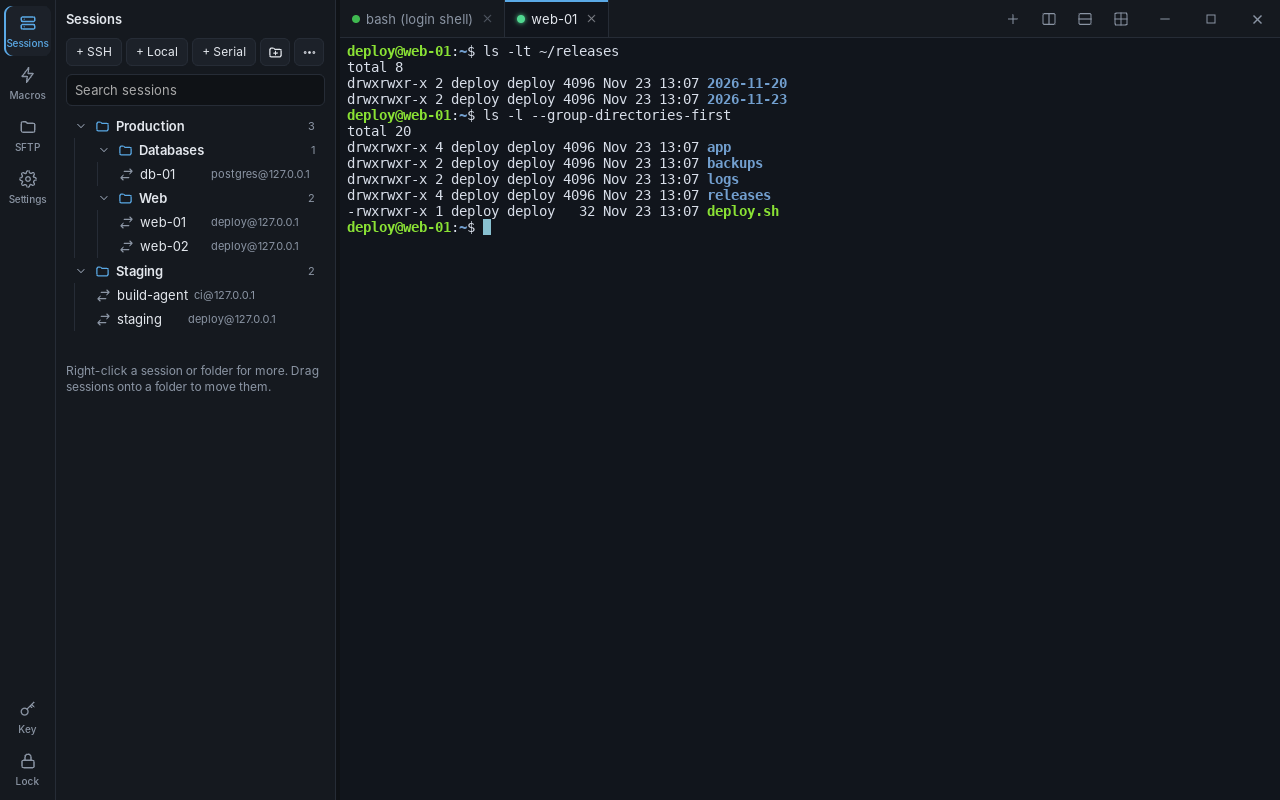 Sessions
Macros
SFTP
Settings
Key
Lock
Sessions
+ SSH
+ Local
+ Serial
Search sessions
Production 3
Databases 1
db-01 postgres@127.0.0.1
Web 2
web-01 deploy@127.0.0.1
web-02 deploy@127.0.0.1
Staging 2
build-agent ci@127.0.0.1
staging deploy@127.0.0.1
Right-click a session or folder for more. Drag
sessions onto a folder to move them.
bash (login shell)
web-01
deploy@web-01:~$ ls -lt ~/releases
total 8
drwxrwxr-x 2 deploy deploy 4096 Nov 23 13:07 2026-11-20
drwxrwxr-x 2 deploy deploy 4096 Nov 23 13:07 2026-11-23
deploy@web-01:~$ ls -l --group-directories-first
total 20
drwxrwxr-x 4 deploy deploy 4096 Nov 23 13:07 app
drwxrwxr-x 2 deploy deploy 4096 Nov 23 13:07 backups
drwxrwxr-x 2 deploy deploy 4096 Nov 23 13:07 logs
drwxrwxr-x 4 deploy deploy 4096 Nov 23 13:07 releases
-rwxrwxr-x 1 deploy deploy   32 Nov 23 13:07 deploy.sh
deploy@web-01:~$